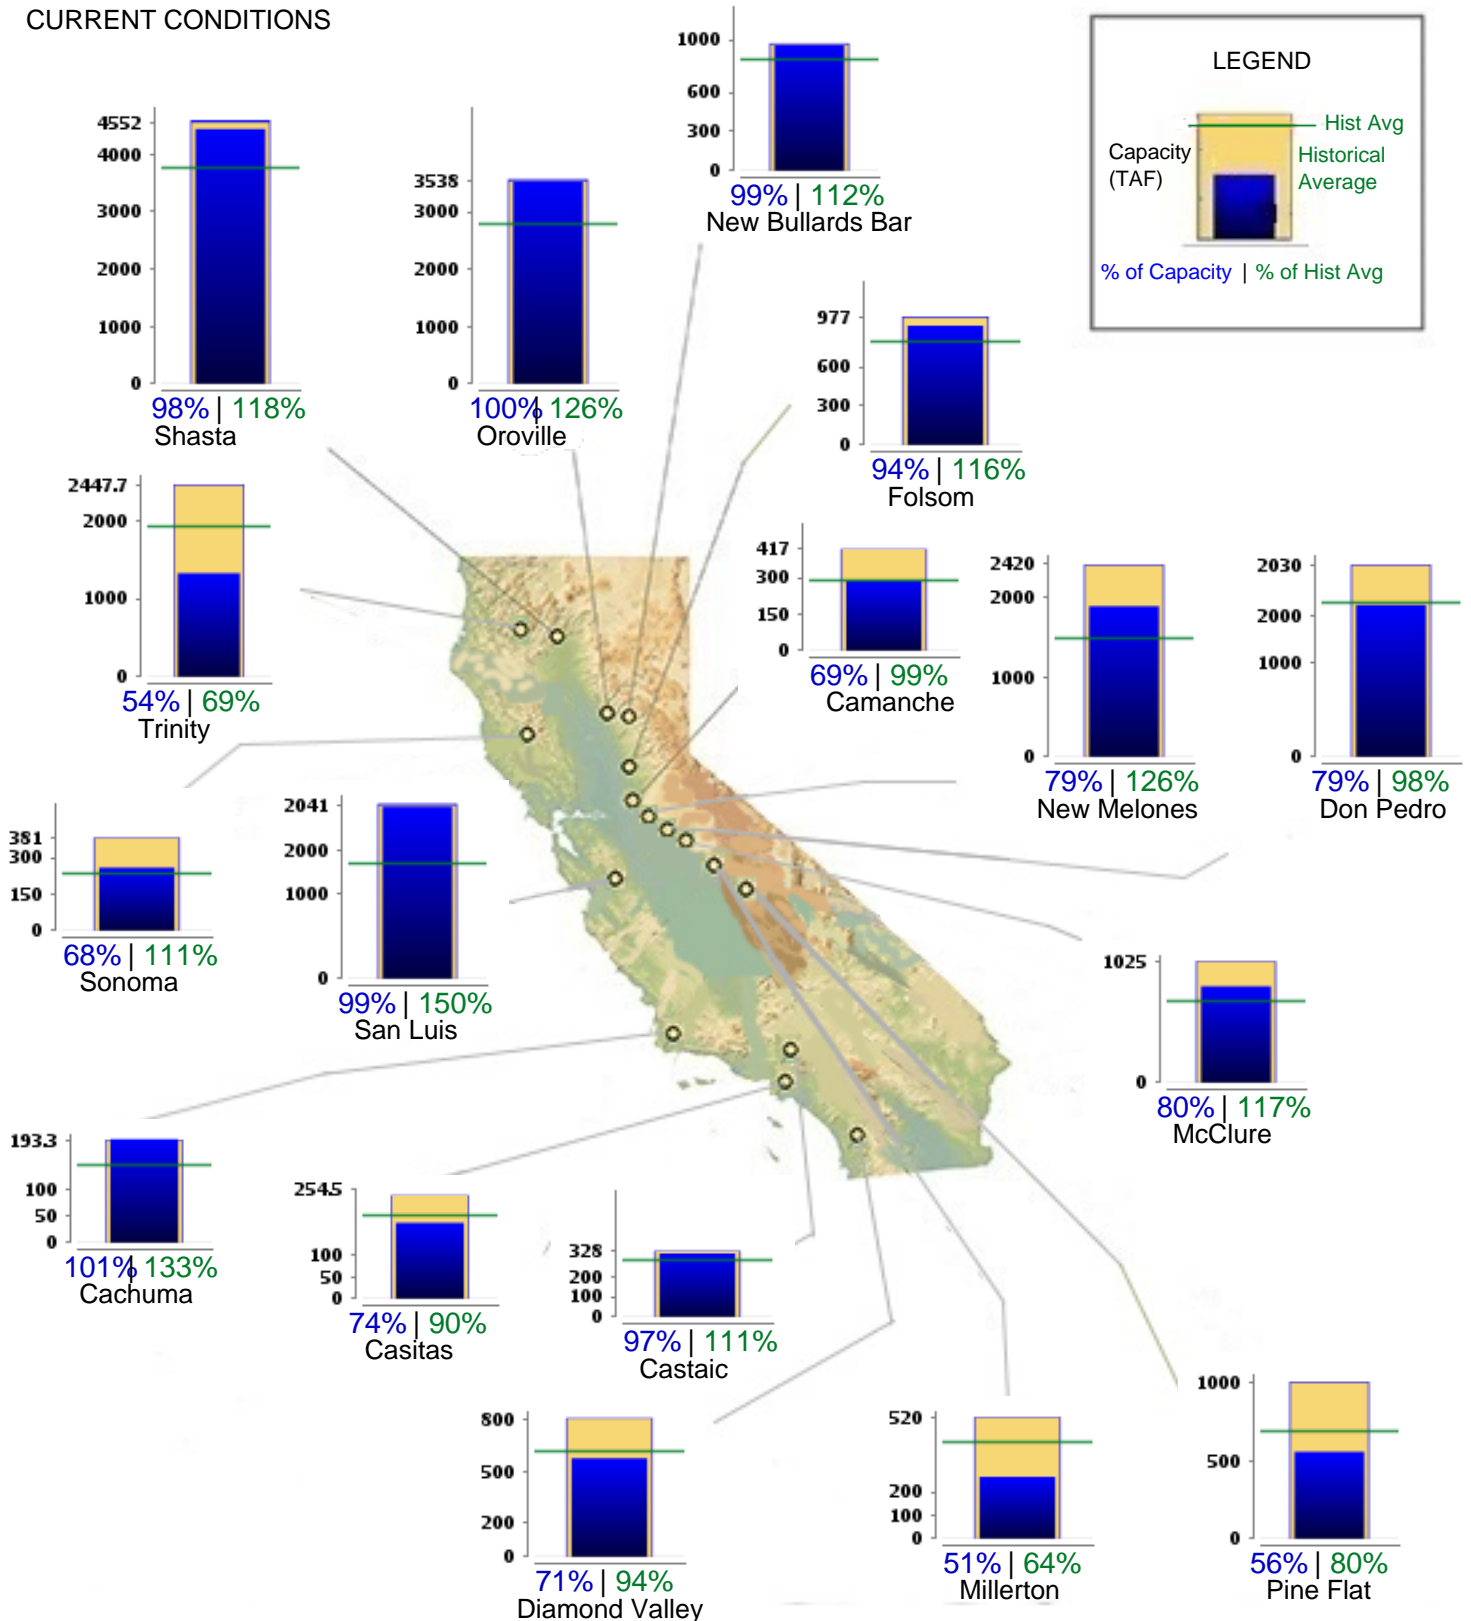 CURRENT CONDITIONS
LEGEND
Hist Avg
Capacity
(TAF)
Historical
Average
% of Capacity | % of Hist Avg
1000
600
300
0
99% | 112%
New Bullards Bar
4552
4000
3000
2000
1000
0
98% | 118%
Shasta
3538
3000
2000
1000
0
100% | 126%
Oroville
977
600
300
0
94% | 116%
Folsom
2447.7
2000
1000
0
54% | 69%
Trinity
417
300
150
0
69% | 99%
Camanche
2420
2000
1000
0
79% | 126%
New Melones
2030
2000
1000
0
79% | 98%
Don Pedro
381
300
150
0
68% | 111%
Sonoma
2041
2000
1000
0
99% | 150%
San Luis
1025
0
80% | 117%
McClure
193.3
100
50
0
101% | 133%
Cachuma
254.5
100
50
0
74% | 90%
Casitas
328
200
100
0
97% | 111%
Castaic
800
500
200
0
71% | 94%
Diamond Valley
520
200
100
0
51% | 64%
Millerton
1000
500
0
56% | 80%
Pine Flat